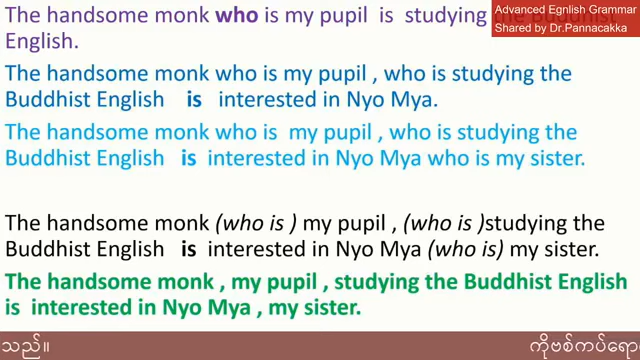 The handsome monk who is my pupil is studying the Buddhist
English.
Advanced Egnlish Grammar
Shared by Dr.Pannacakka
The handsome monk who is my pupil , who is studying the
Buddhist English is interested in Nyo Mya.
The handsome monk who is my pupil , who is studying the
Buddhist English is interested in Nyo Mya who is my sister.
The handsome monk (who is ) my pupil , (who is )studying the
Buddhist English is interested in Nyo Mya (who is) my sister.
The handsome monk , my pupil , studying the Buddhist English
is interested in Nyo Mya , my sister.
သည်။ ကိုဗစ်ကပ်ရော